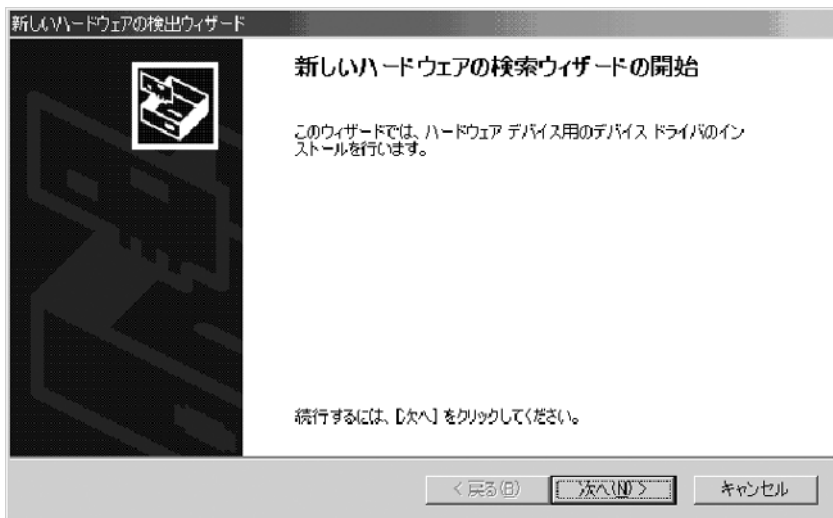 新しいハードウェアの検出ウィザード
新しいハードウェアの検索ウィザードの開始
このウィザードでは、ハードウェア デバイス用のデバイス ドライバのイン
ストールを行います。
続行するには、[次へ] をクリックしてください。
< 戻る(B)
次へ(N) >
キャンセル